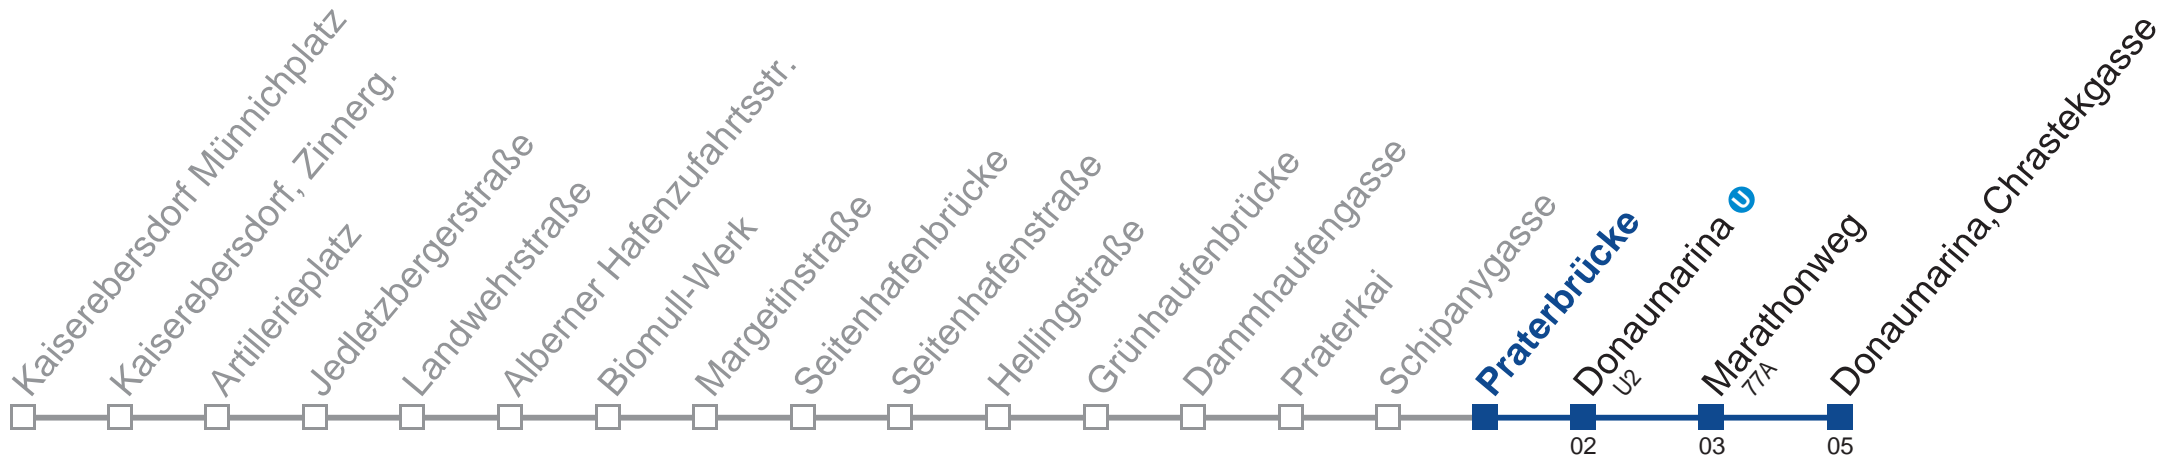 Kaiserebersdorf Münnichplatz
Kaiserebersdorf, Zinnerg.
Artillerieplatz
Jedletzbergerstraße
Landwehrstraße
Alberner Hafenzufahrtsstr.
Biomull-Werk
Margetinstraße
Seitenhafenbrücke
Seitenhafenstraße
Hellingstraße
Grünhaufenbrücke
Dammhaufengasse
Praterkai
Schipanygasse
Praterbrücke
Donaumarina U
U2
Marathonweg
77A
Donaumarina, Chrastekgasse
02
03
05